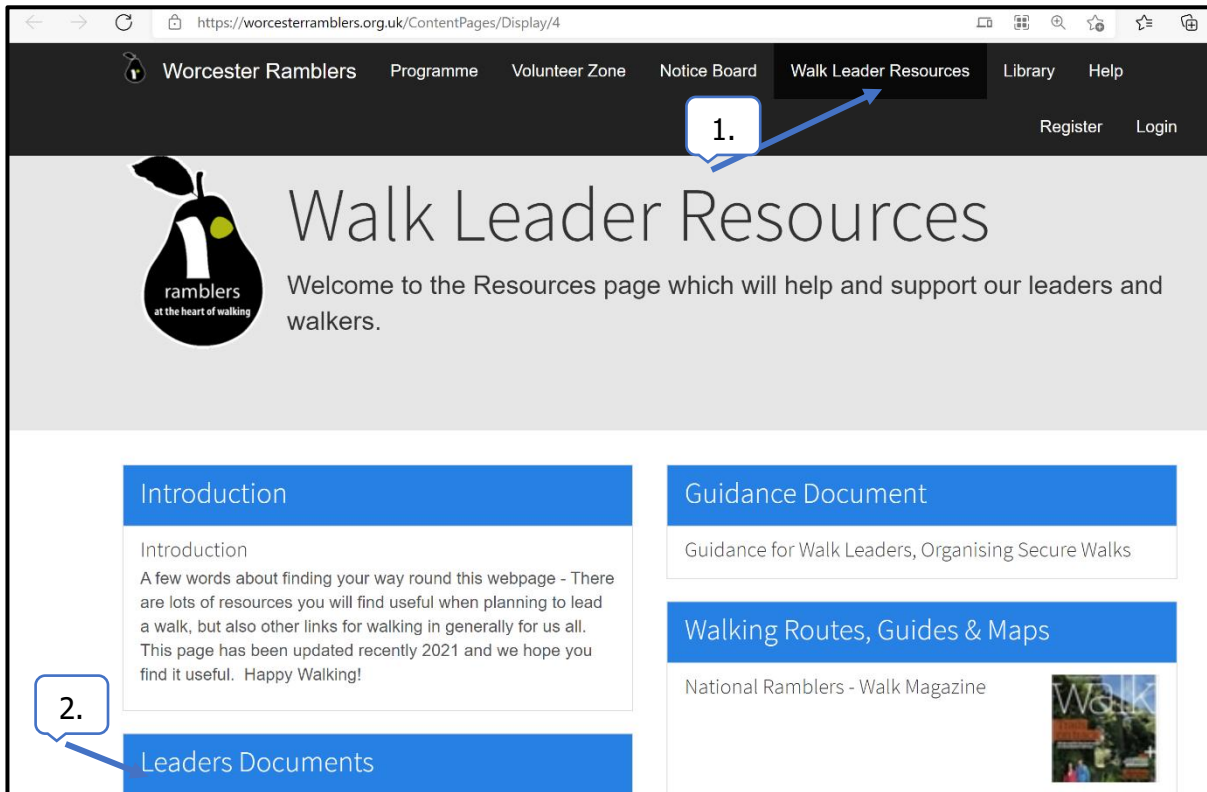 https://worcesterramblers.org.uk/ContentPages/Display/4
Worcester Ramblers Programme Volunteer Zone Notice Board Walk Leader Resources Library Help
Register Login
1.
ramblers
at the heart of walking
Walk Leader Resources
Welcome to the Resources page which will help and support our leaders and
walkers.
Introduction
Introduction
A few words about finding your way round this webpage - There
are lots of resources you will find useful when planning to lead
a walk, but also other links for walking in generally for us all.
This page has been updated recently 2021 and we hope you
find it useful. Happy Walking!
2.
Leaders Documents
Guidance Document
Guidance for Walk Leaders, Organising Secure Walks
Walking Routes, Guides & Maps
National Ramblers - Walk Magazine
walk